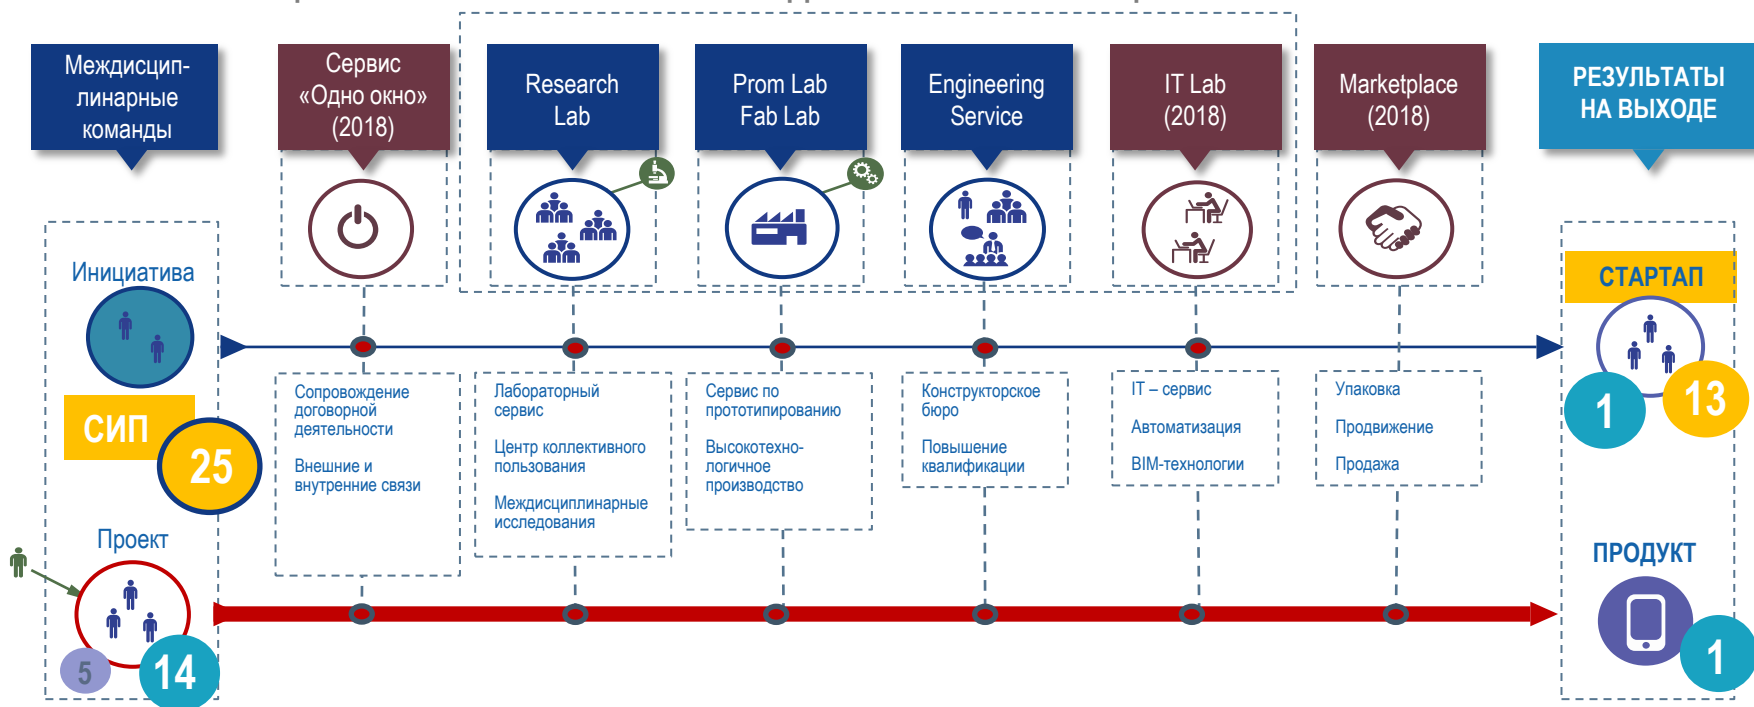 Междисцип-
линарные
команды
Сервис
«Одно окно»
(2018)
Research
Lab
Prom Lab
Fab Lab
Engineering
Service
IT Lab
(2018)
Marketplace
(2018)
РЕЗУЛЬТАТЫ
НА ВЫХОДЕ
Инициатива
СИП
25
Проект
5
14
Сопровождение
договорной
деятельности
Внешние и
внутренние связи
Лабораторный
сервис
Центр коллективного
пользования
Междисциплинарные
исследования
Сервис по
прототипированию
Высокотехно-
логичное
производство
Конструкторское
бюро
Повышение
квалификации
IT – сервис
Автоматизация
BIM-технологии
Упаковка
Продвижение
Продажа
СТАРТАП
1
13
ПРОДУКТ
1